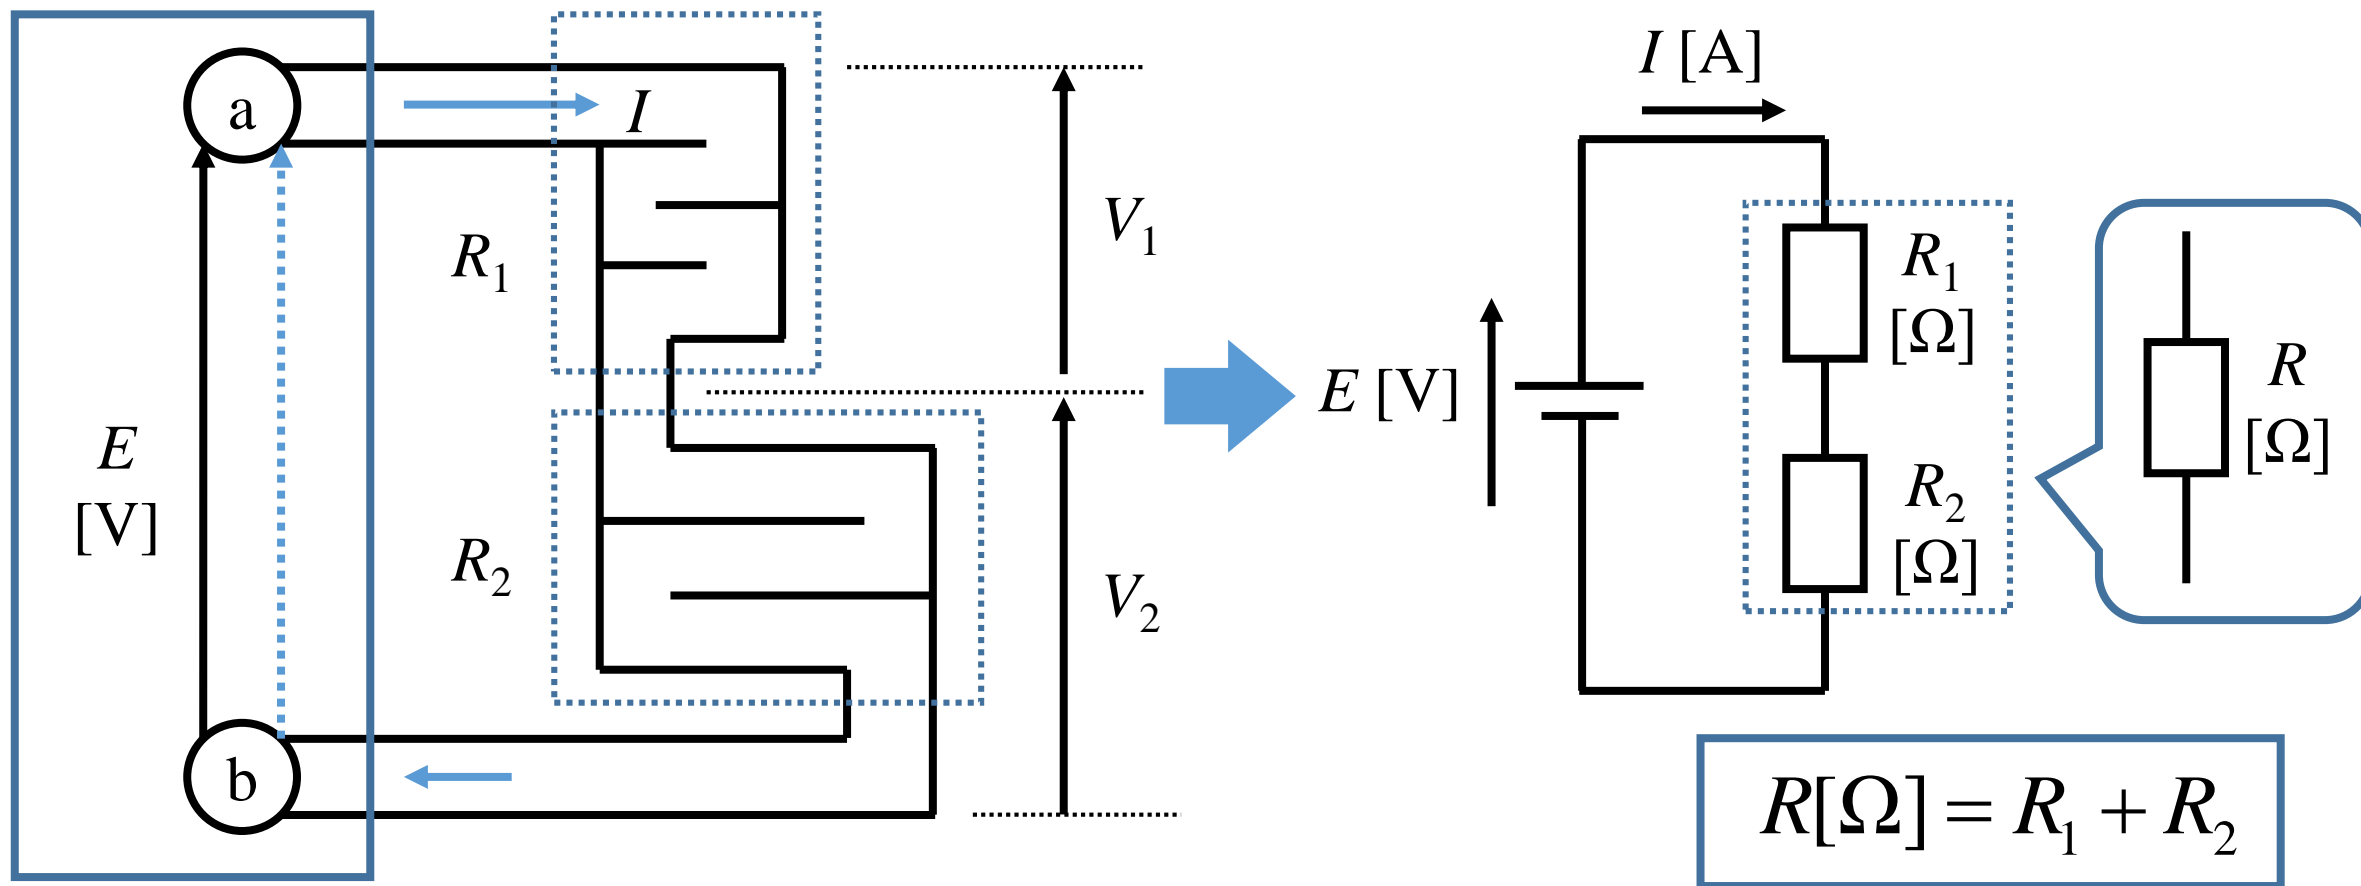 a
I
R1
V1
E
[V]
R2
V2
b
I [A]
E [V]
R1
[Ω]
R2
[Ω]
R
[Ω]
R[Ω] = R1 + R2